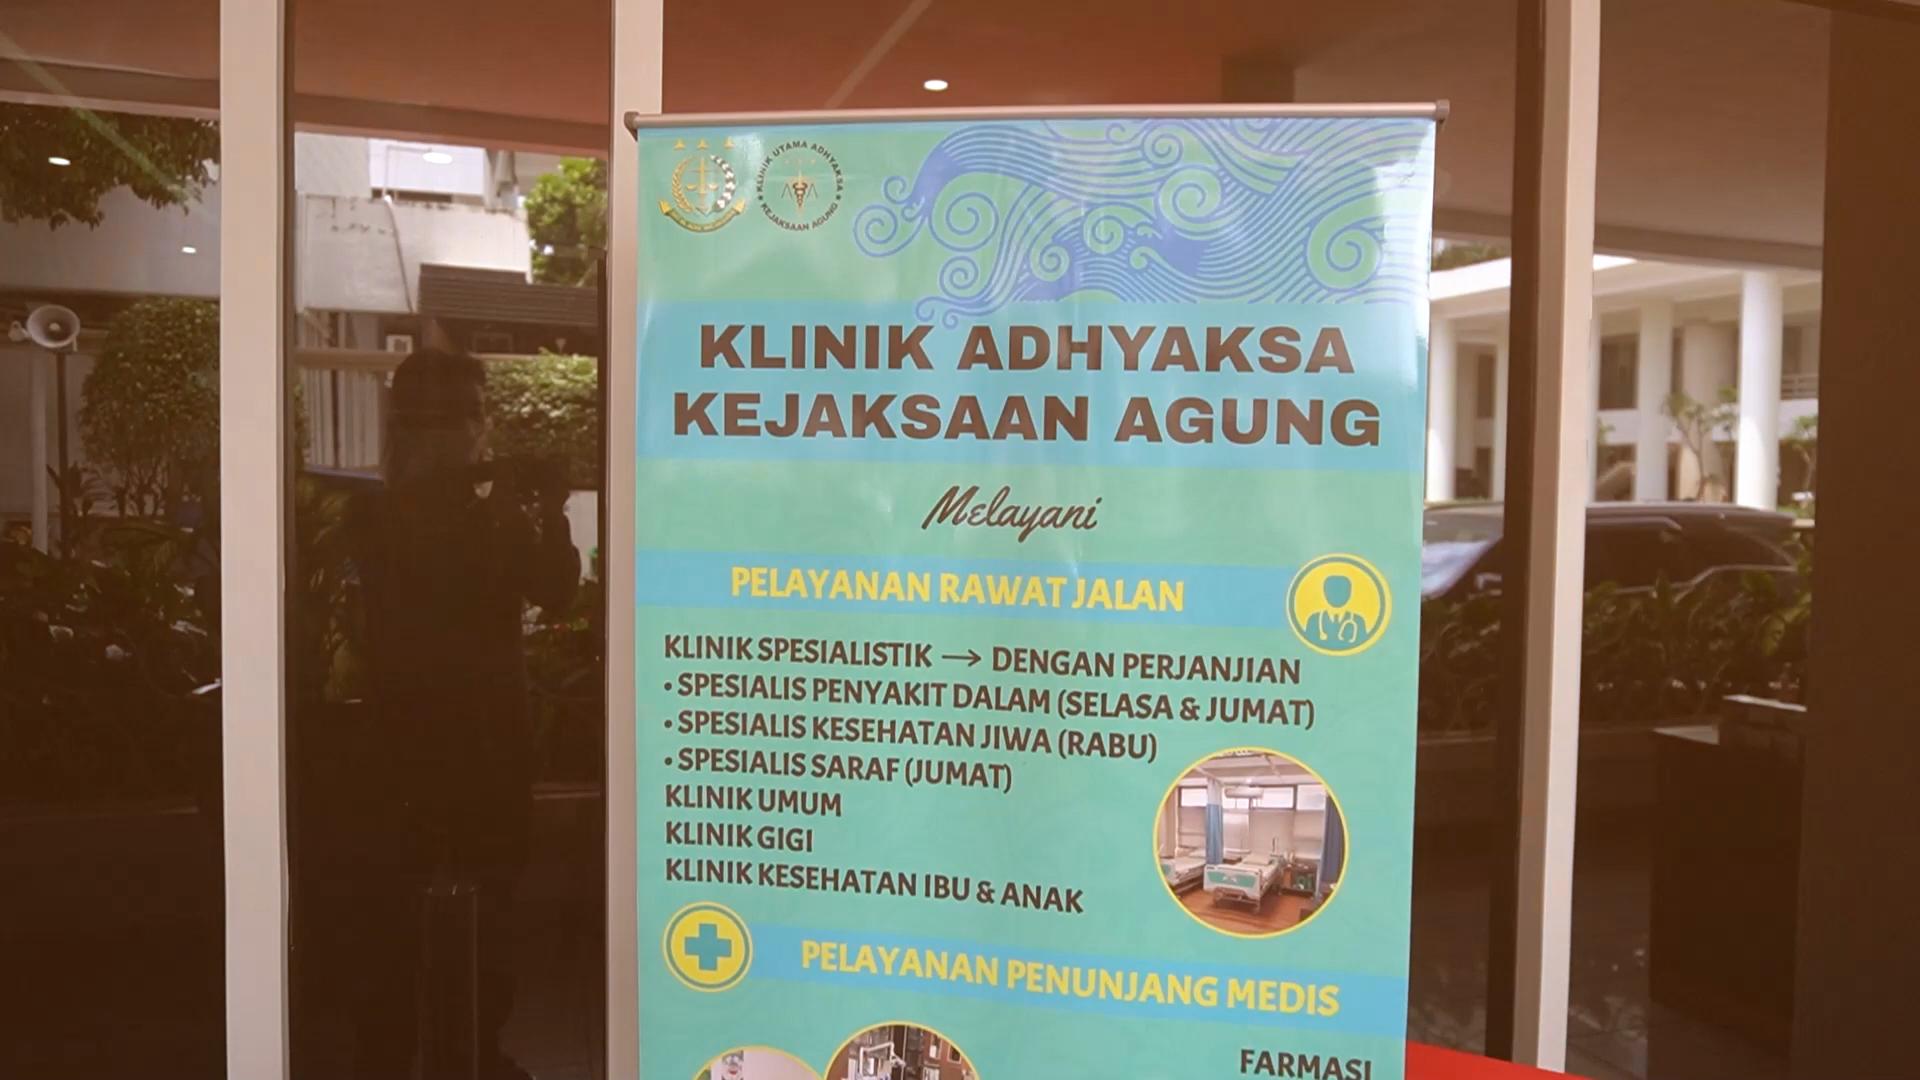 KLINIK UTAMA ADHYAKSA
KEJAKSAAN AGUNG
KLINIK ADHYAKSA
KEJAKSAAN AGUNG
Melayani
PELAYANAN RAWAT JALAN
KLINIK SPESIALISTIK → DENGAN PERJANJIAN
• SPESIALIS PENYAKIT DALAM (SELASA & JUMAT)
• SPESIALIS KESEHATAN JIWA (RABU)
• SPESIALIS SARAF (JUMAT)
KLINIK UMUM
KLINIK GIGI
KLINIK KESEHATAN IBU & ANAK
PELAYANAN PENUNJANG MEDIS
FARMASI